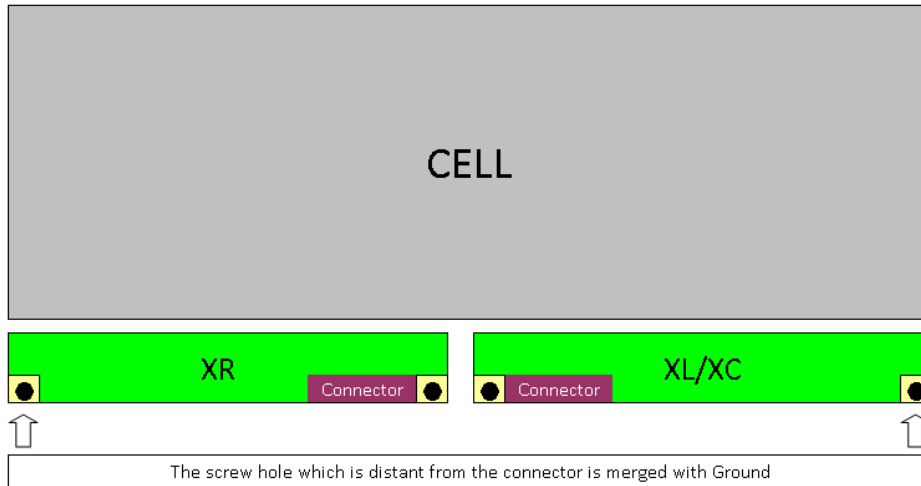 CELL
XR
XL/XC
Connector
Connector
The screw hole which is distant from the connector is merged with Ground